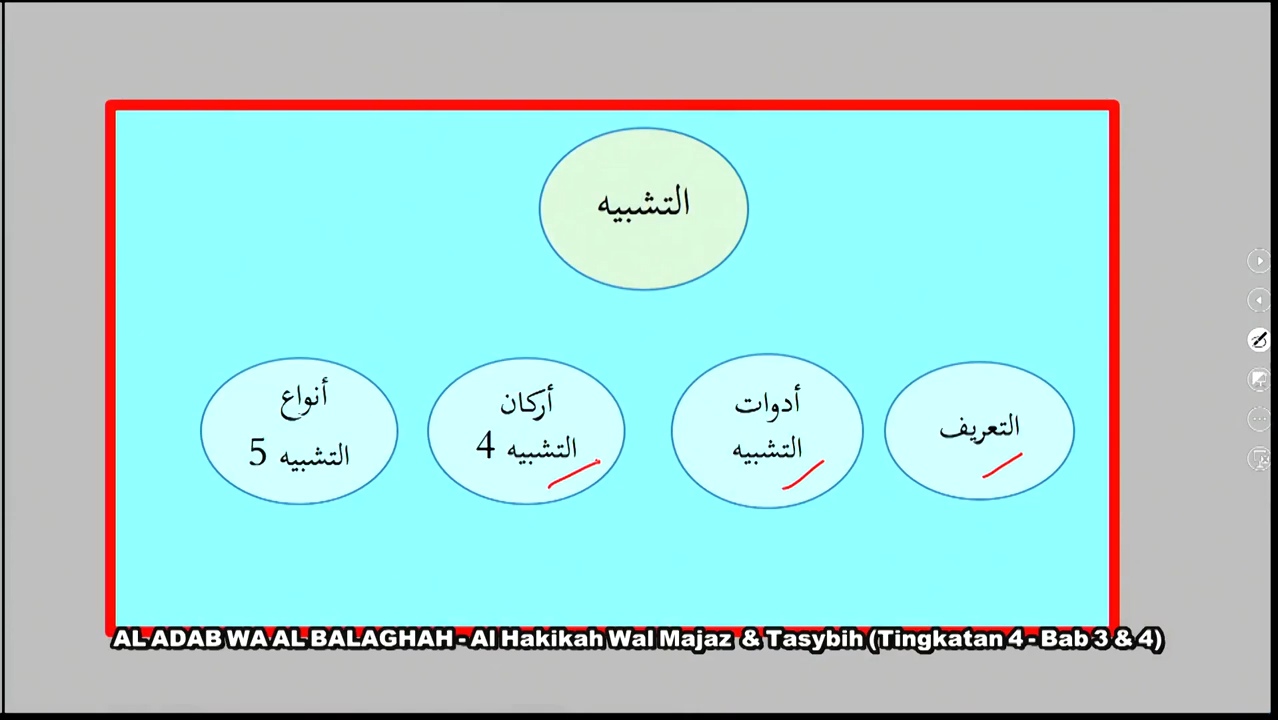 التشبيه
التعريف
أدوات
التشبيه
أركان
التشبيه 4
أنواع
التشبيه 5
AL ADAB WA AL BALAGHAH - Al Hakikah Wal Majaz & Tasybih (Tingkatan 4 - Bab 3 & 4)